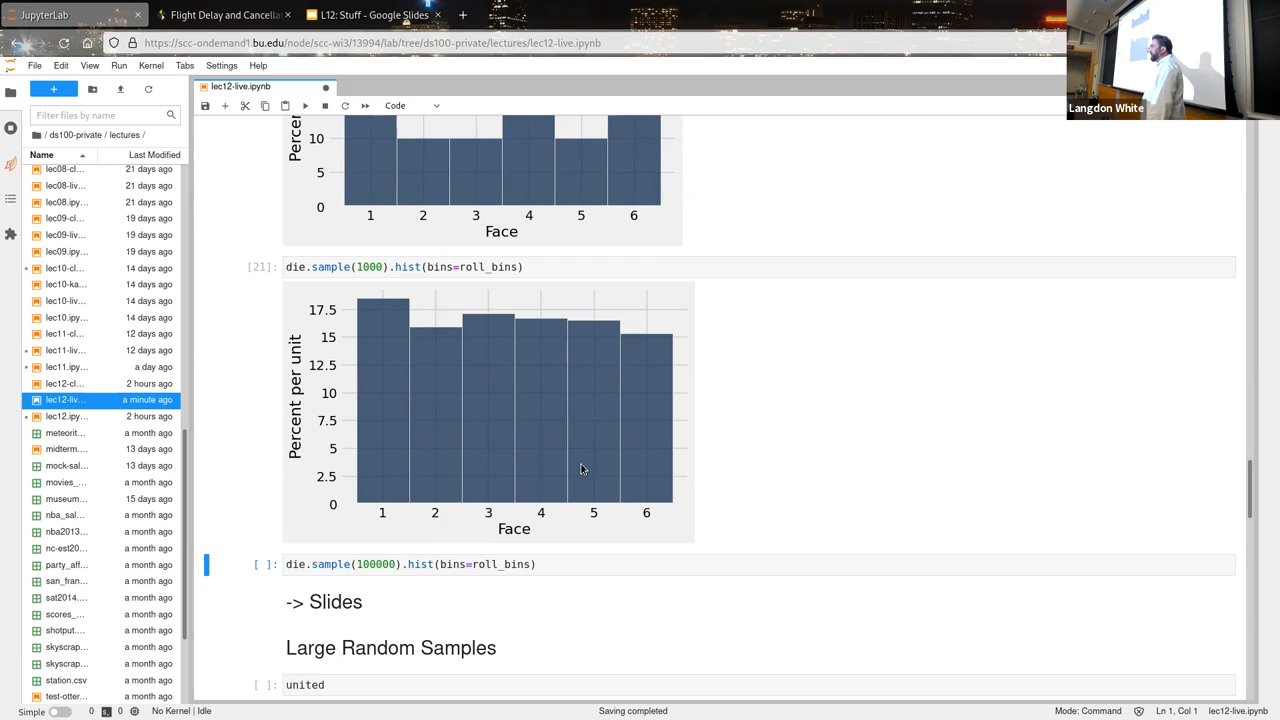 JupyterLab
Flight Delay and Cancella
L12: Stuff - Google Slides
https://scc-ondemand1.bu.edu/node/scc-wi3/13994/lab/tree/ds100-private/lectures/lec12-live.ipynb
Langdon White
File Edit View Run Kernel Tabs Settings Help
lec12-live.ipynb
Code
Filter files by name
/ ds100-private / lectures /
Name Last Modified
lec08-cl... 21 days ago
lec08-liv... 21 days ago
lec08.ipy... 21 days ago
lec09-cl... 19 days ago
lec09-liv... 19 days ago
lec09.ipy... 19 days ago
lec10-cl... 14 days ago
lec10-ka... 14 days ago
lec10-liv... 14 days ago
lec10.ipy... 14 days ago
lec11-cl... 12 days ago
lec11-liv... 12 days ago
lec11.ipy... a day ago
lec12-cl... 2 hours ago
lec12-liv... a minute ago
lec12.ipy... 2 hours ago
meteorit... a month ago
midterm.... 13 days ago
mock-sal... 13 days ago
movies_... a month ago
museum... 15 days ago
nba_sal... a month ago
nba2013... a month ago
nc-est20... a month ago
party_aff... a month ago
san_fran... a month ago
sat2014.... a month ago
scores_... a month ago
shotput.... a month ago
skyscrap... a month ago
skyscrap... a month ago
station.csv a month ago
test-otter... a month ago
Percen
10
5
0
1 2 3 4 5 6
Face
[21]: die.sample(1000).hist(bins=roll_bins)
Percent per unit
17.5
15
12.5
10
7.5
5
2.5
0
1 2 3 4 5 6
Face
[ ]: die.sample(100000).hist(bins=roll_bins)
-> Slides
Large Random Samples
[ ]: united
Simple 0 0 No Kernel | Idle Saving completed Mode: Command Ln 1, Col 1 lec12-live.ipynb